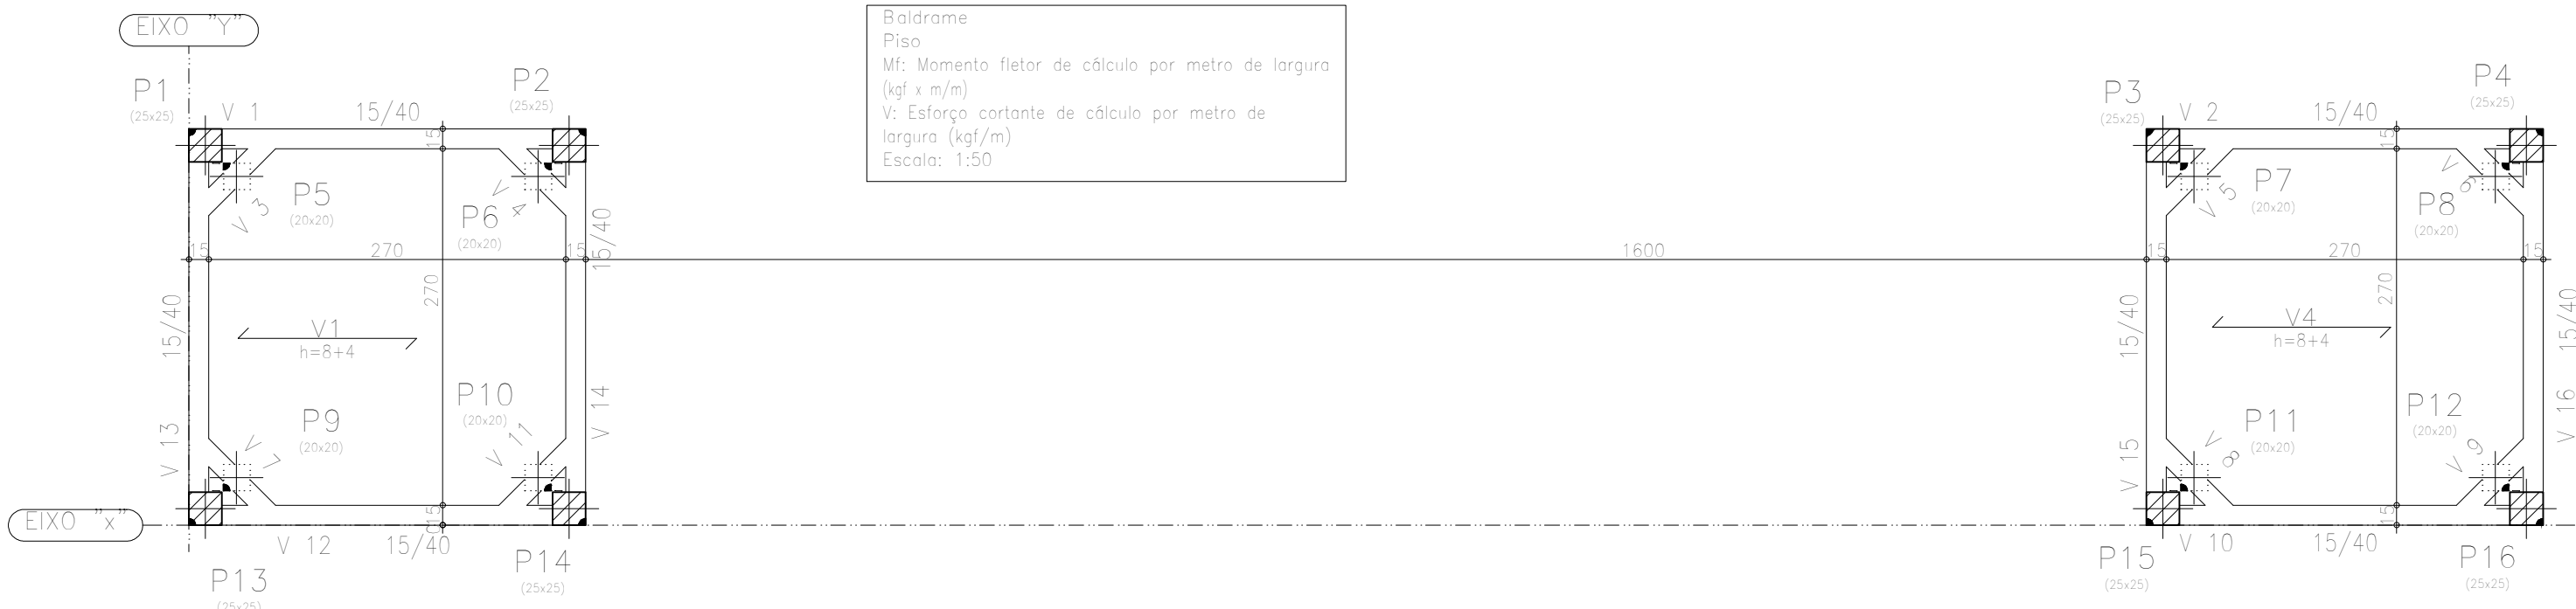 EIXO "Y"
Baldrame
Piso
Mf: Momento fletor de cálculo por metro de largura
(kgf x m/m)
V: Esforço cortante de cálculo por metro de
largura (kgf/m)
Escala: 1:50
P1
(25x25)
V 1
15/40
P2
(25x25)
P3
(25x25)
V 2
15/40
P4
(25x25)
15
15
P5
(20x20)
V 3
P6
(20x20)
V 4
P7
(20x20)
V 5
P8
(20x20)
V 6
15
270
15
15/40
1600
15
270
15
270
270
15/40
V1
h=8+4
15/40
V4
h=8+4
15/40
P9
(20x20)
V 7
P10
(20x20)
V 11
V 13
V 14
P11
(20x20)
V 8
P12
(20x20)
V 9
V 15
V 16
EIXO "x"
15
15
V 12
15/40
V 10
15/40
P13
(25x25)
P14
(25x25)
P15
(25x25)
P16
(25x25)